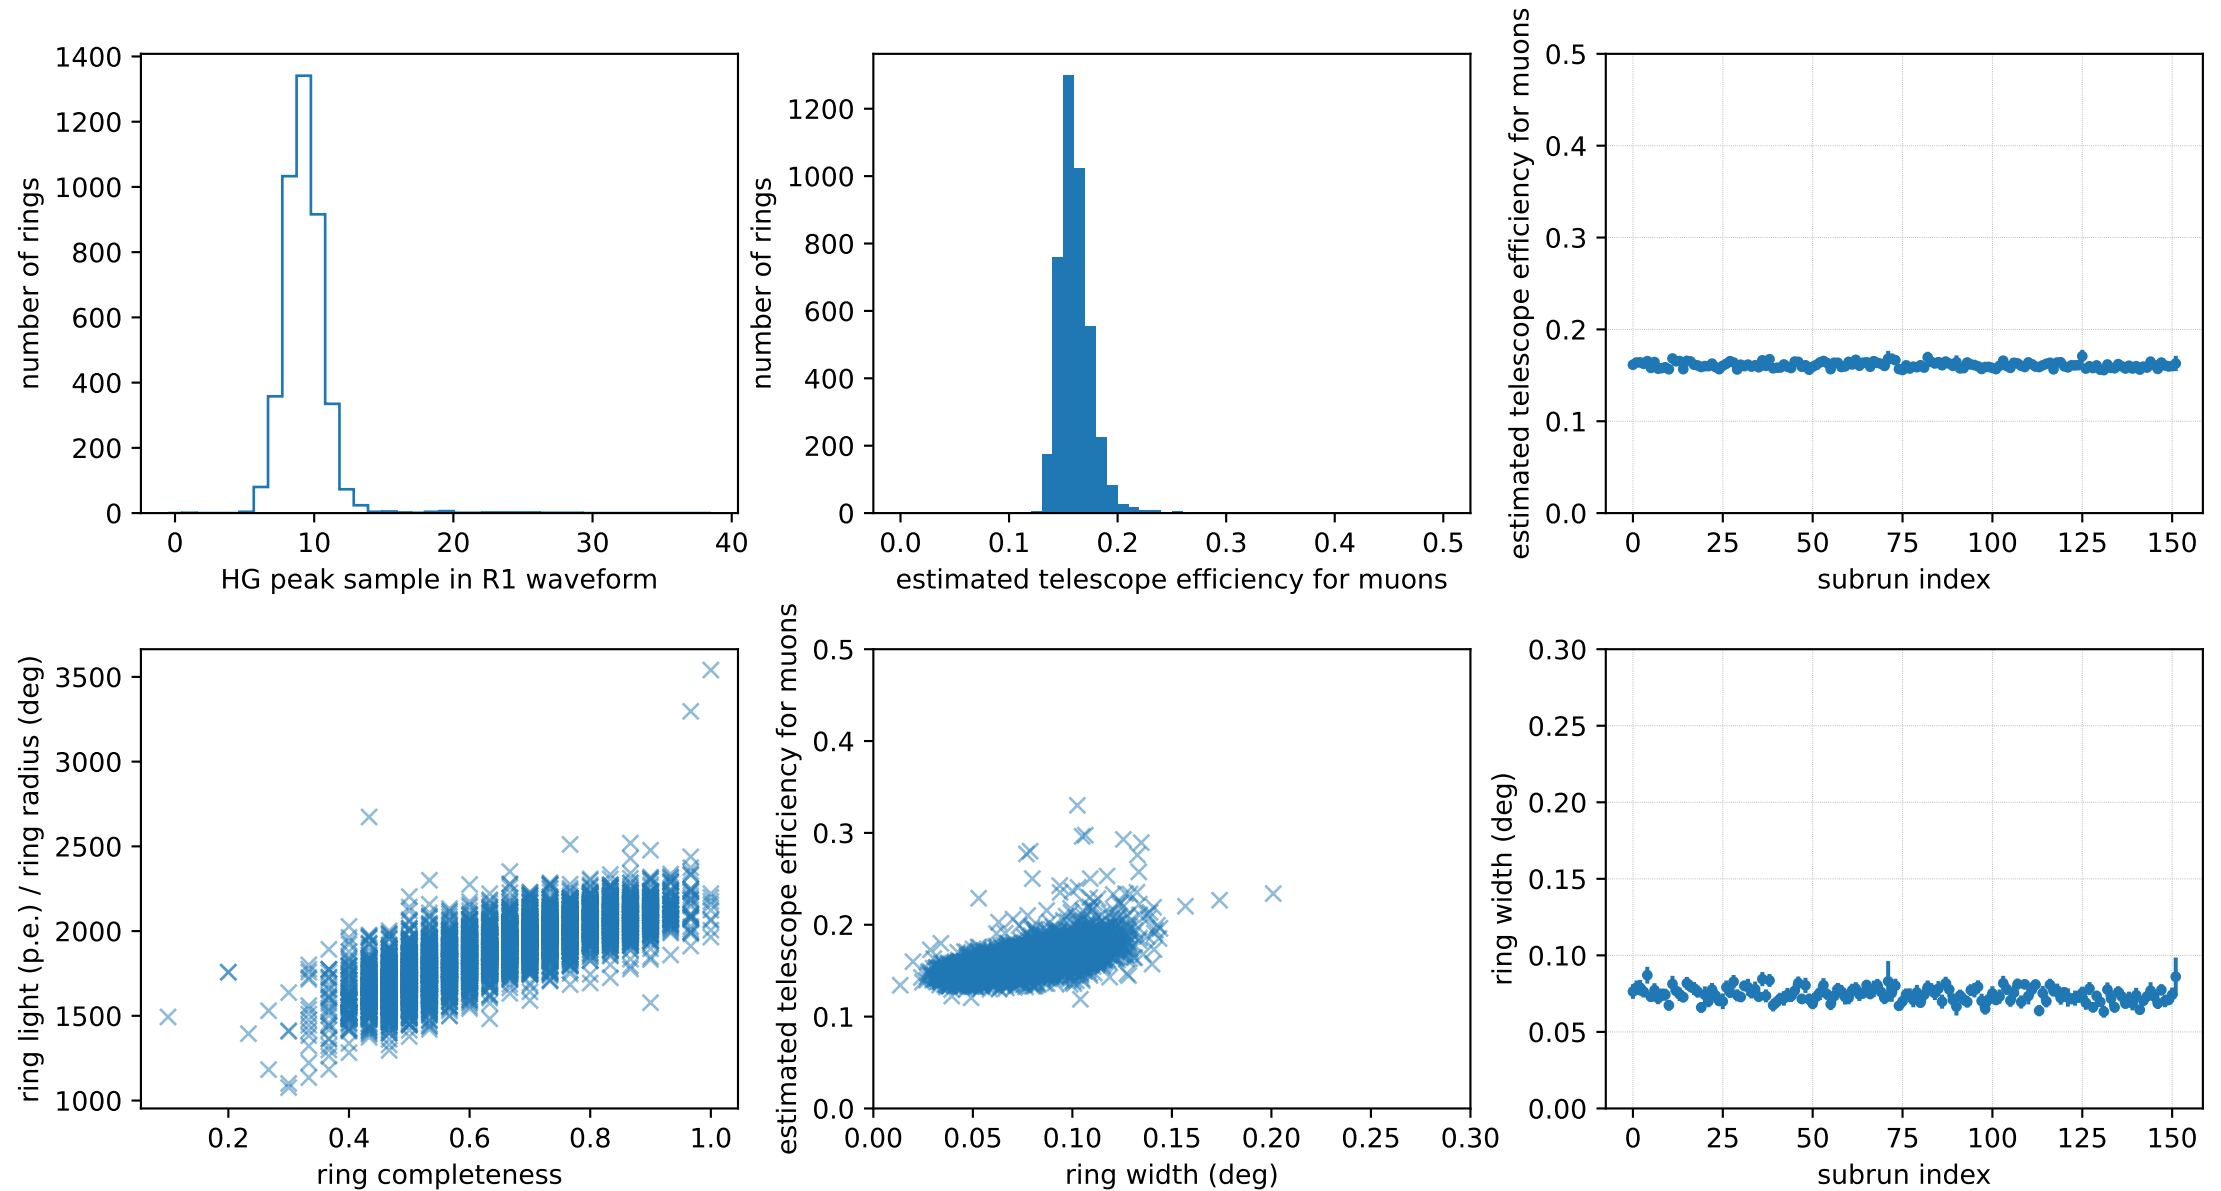 1400
1200
1000
800
600
400
200
0
number of rings
0 10 20 30 40
HG peak sample in R1 waveform
1200
1000
800
600
400
200
0
number of rings
0.0 0.1 0.2 0.3 0.4 0.5
estimated telescope efficiency for muons
0.5
0.4
0.3
0.2
0.1
0.0
estimated telescope efficiency for muons
0 25 50 75 100 125 150
subrun index
3500
3000
2500
2000
1500
1000
ring light (p.e.) / ring radius (deg)
0.2 0.4 0.6 0.8 1.0
ring completeness
0.5
0.4
0.3
0.2
0.1
0.0
estimated telescope efficiency for muons
0.00 0.05 0.10 0.15 0.20 0.25 0.30
ring width (deg)
0.30
0.25
0.20
0.15
0.10
0.05
0.00
ring width (deg)
0 25 50 75 100 125 150
subrun index